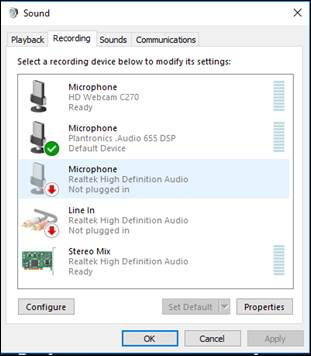 Sound
Playback Recording Sounds Communications
Select a recording device below to modify its settings:
Microphone
HD Webcam C270
Ready
Microphone
Plantronics .Audio 655 DSP
Default Device
Microphone
Realtek High Definition Audio
Not plugged in
Line In
Realtek High Definition Audio
Not plugged in
Stereo Mix
Realtek High Definition Audio
Ready
Configure Set Default Properties
OK Cancel Apply